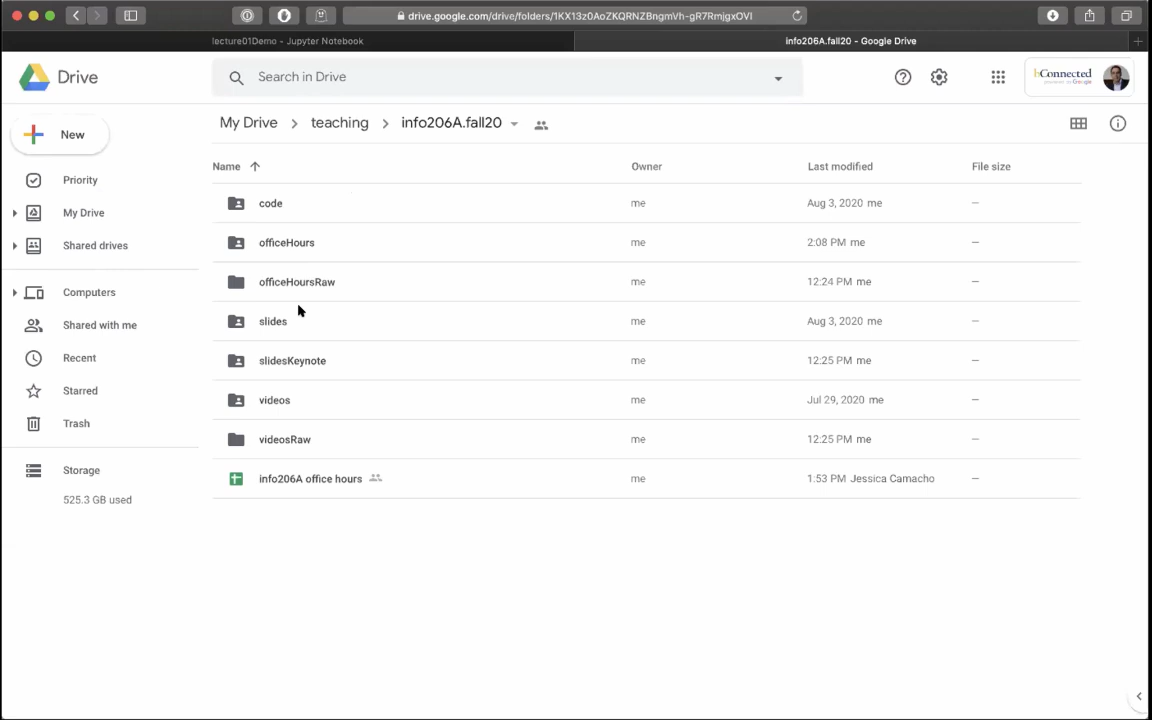 drive.google.com/drive/folders/1KX13z0AoZKQRNZBngmVh-gR7RmjgxOVI
lecture01Demo - Jupyter Notebook
info206A.fall20 - Google Drive
Drive
Search in Drive
bConnected
New
My Drive
teaching
info206A.fall20
Name
Owner
Last modified
File size
Priority
My Drive
Shared drives
Computers
Shared with me
Recent
Starred
Trash
Storage
525.3 GB used
code me Aug 3, 2020 me –
officeHours me 2:08 PM me –
officeHoursRaw me 12:24 PM me –
slides me Aug 3, 2020 me –
slidesKeynote me 12:25 PM me –
videos me Jul 29, 2020 me –
videosRaw me 12:25 PM me –
info206A office hours me 1:53 PM Jessica Camacho –